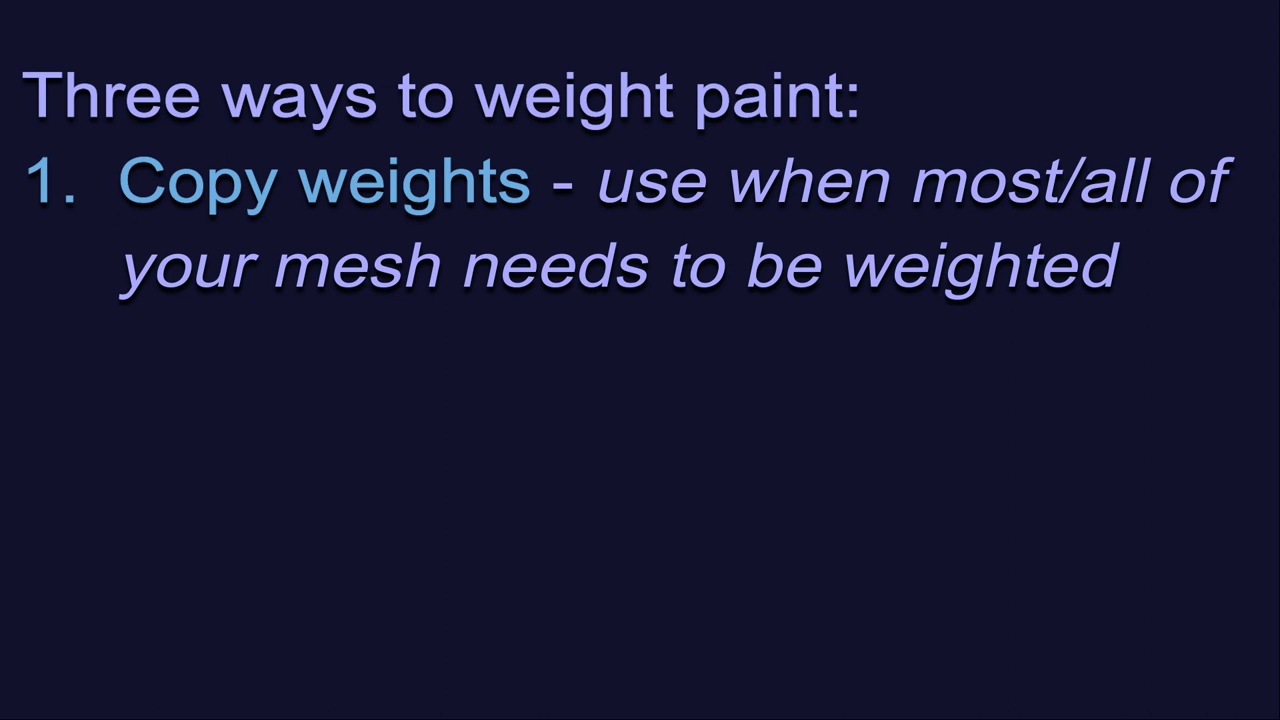 Three ways to weight paint:
1. Copy weights - use when most/all of
your mesh needs to be weighted